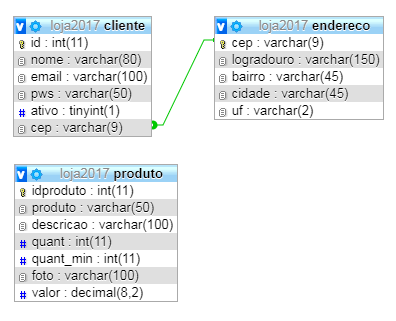 loja2017 cliente
id : int(11)
nome : varchar(80)
email : varchar(100)
pws : varchar(50)
ativo : tinyint(1)
cep : varchar(9)
loja2017 endereco
cep : varchar(9)
logradouro : varchar(150)
bairro : varchar(45)
cidade : varchar(45)
uf : varchar(2)
loja2017 produto
idproduto : int(11)
produto : varchar(50)
descricao : varchar(100)
quant : int(11)
quant_min : int(11)
foto : varchar(100)
valor : decimal(8,2)